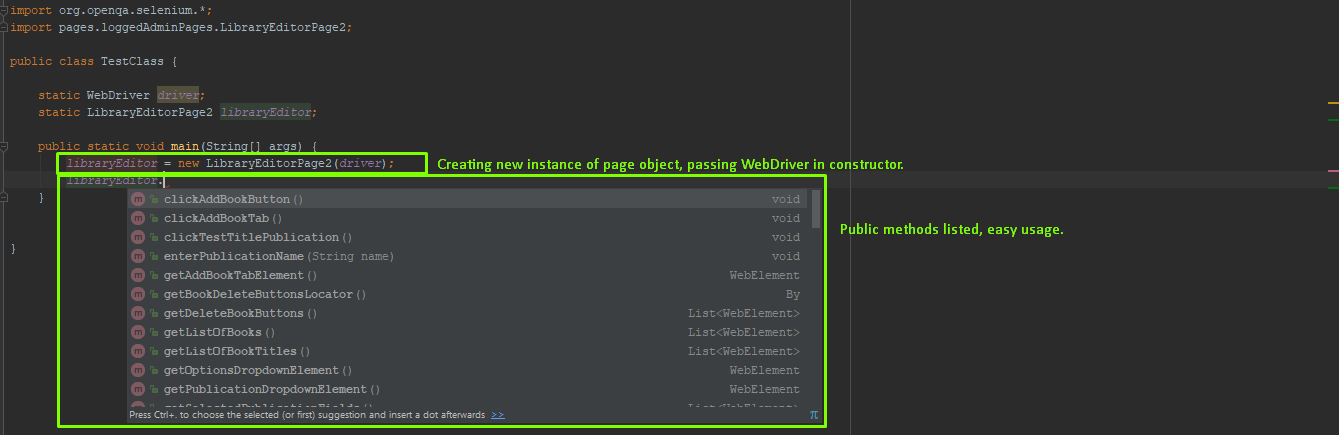 import org.openqa.selenium.*;
import pages.loggedAdminPages.LibraryEditorPage2;
public class TestClass {
static WebDriver driver;
static LibraryEditorPage2 libraryEditor;
public static void main(String[] args) {
libraryEditor = new LibraryEditorPage2(driver); Creating new instance of page object, passing WebDriver in constructor.
libraryEditor.
m clickAddBookButton() void
}
m clickAddBookTab() void
Public methods listed, easy usage.
m clickTestTitlePublication() void
}
m enterPublicationName(String name) void
m getAddBookTabElement() WebElement
m getBookDeleteButtonsLocator() By
m getDeleteBookButtons() List<WebElement>
m getListOfBooks() List<WebElement>
m getListOfBookTitles() List<WebElement>
m getOptionsDropdownElement() WebElement
m getPublicationDropdownElement() WebElement
Press Ctrl+. to choose the selected (or first) suggestion and insert a dot afterwards >> π